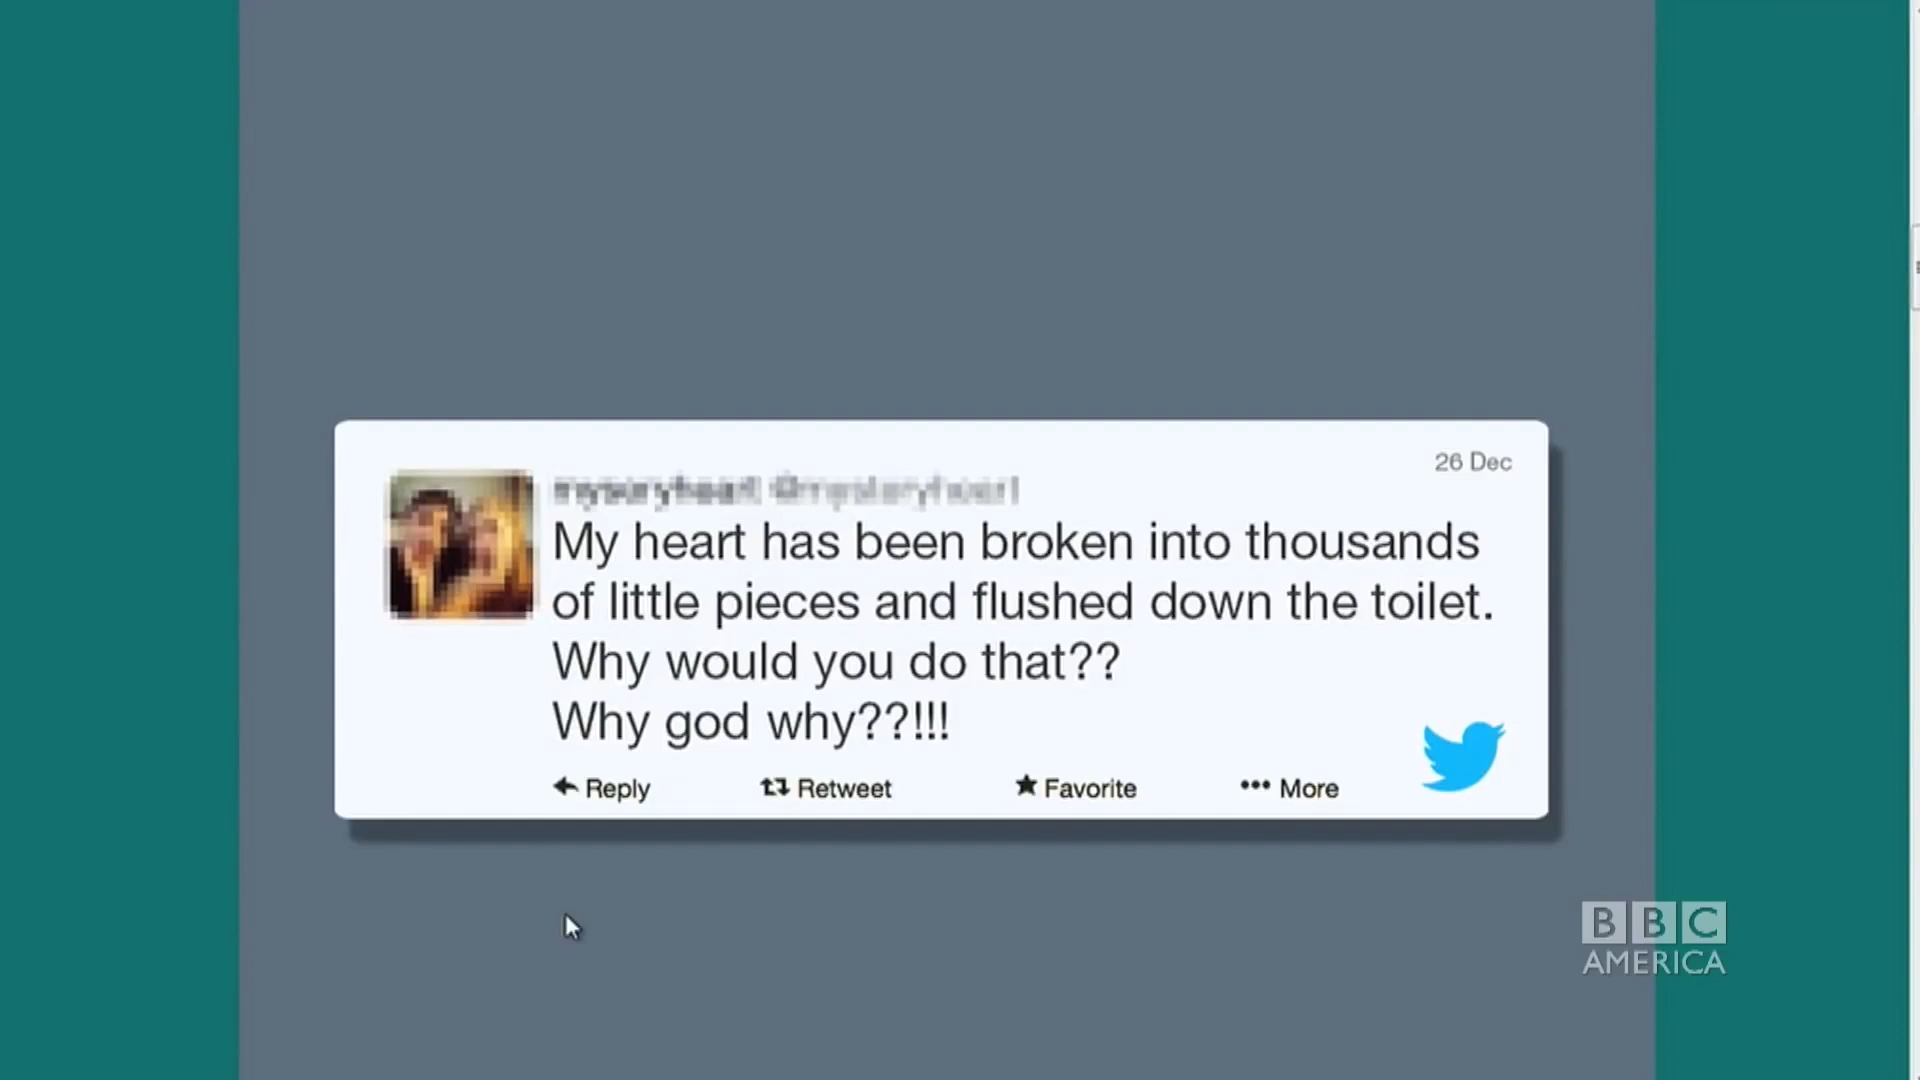 26 Dec
My heart has been broken into thousands
of little pieces and flushed down the toilet.
Why would you do that??
Why god why??!!!
Reply Retweet Favorite ••• More
BBC
AMERICA